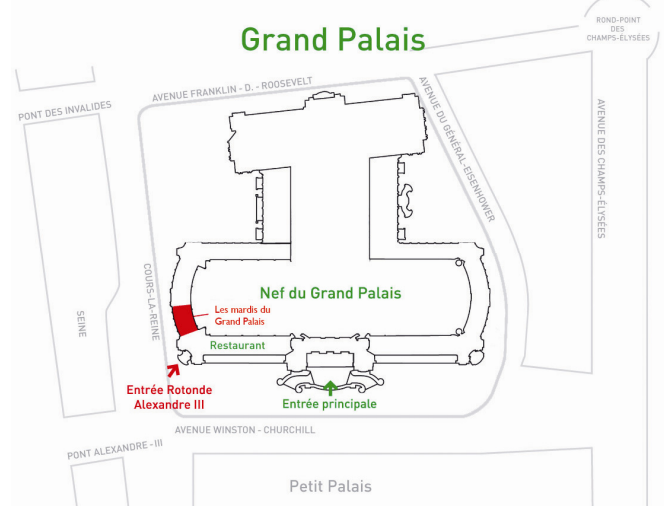 Grand Palais
ROND-POINT
DES
CHAMPS-ÉLYSÉES
AVENUE FRANKLIN - D. - ROOSEVELT
PONT DES INVALIDES
AVENUE DU GÉNÉRAL-EISENHOWER
AVENUE DES CHAMPS-ÉLYSÉES
COURS-LA-REINE
SEINE
Nef du Grand Palais
Les mardis du
Grand Palais
Restaurant
Entrée Rotonde
Alexandre III
Entrée principale
AVENUE WINSTON - CHURCHILL
PONT ALEXANDRE - III
Petit Palais